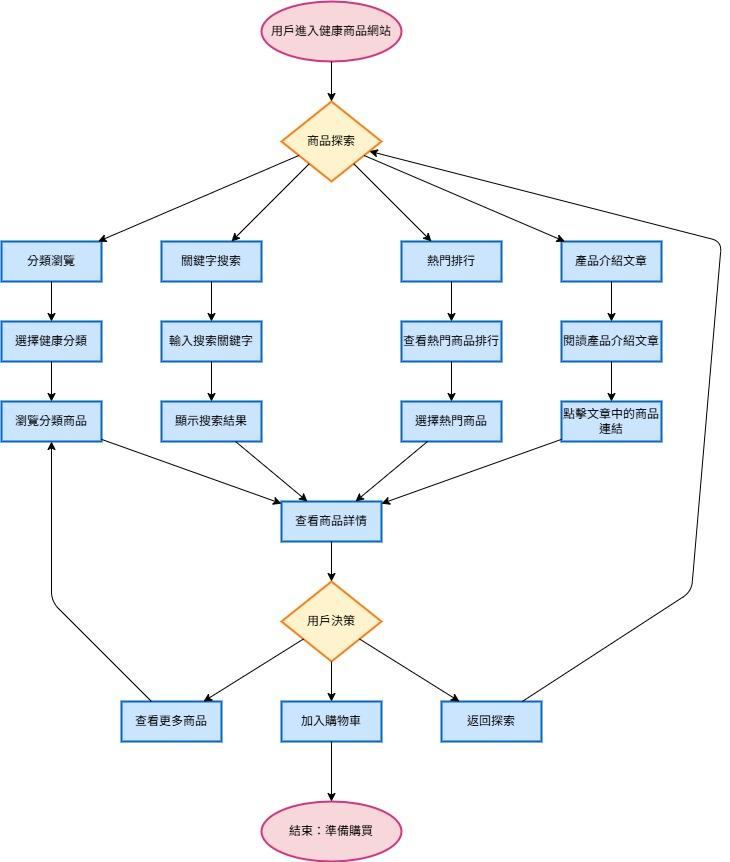 用戶進入健康商品網站
商品探索
分類瀏覽
關鍵字搜索
熱門排行
產品介紹文章
選擇健康分類
輸入搜索關鍵字
查看熱門商品排行
閱讀產品介紹文章
瀏覽分類商品
顯示搜索結果
選擇熱門商品
點擊文章中的商品
連結
查看商品詳情
用戶決策
查看更多商品
加入購物車
返回探索
結束：準備購買